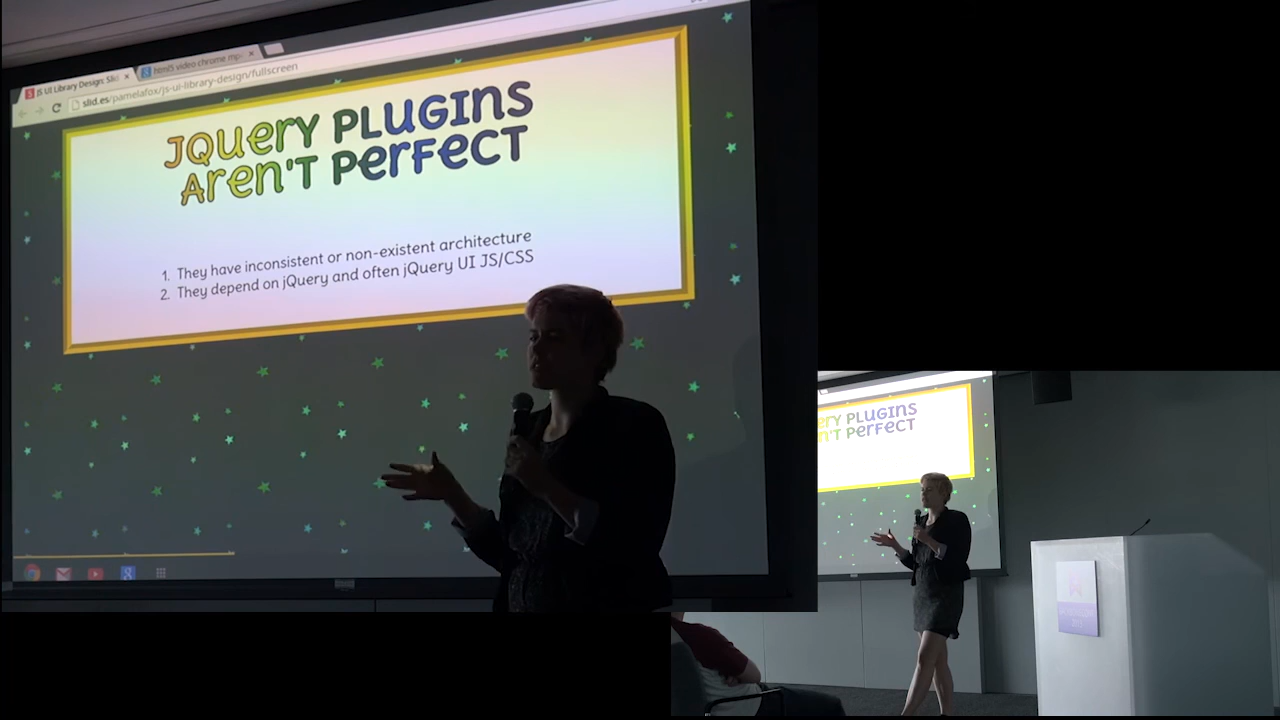 JS UI Library Design: Sli
html5 video chrome mp
slid.es/pamelafox/js-ui-library-design/fullscreen
JQUERY PLUGINS
AREN'T PERFECT
1. They have inconsistent or non-existent architecture
2. They depend on jQuery and often jQuery UI JS/CSS
ERY PLUGINS
N'T PERFECT